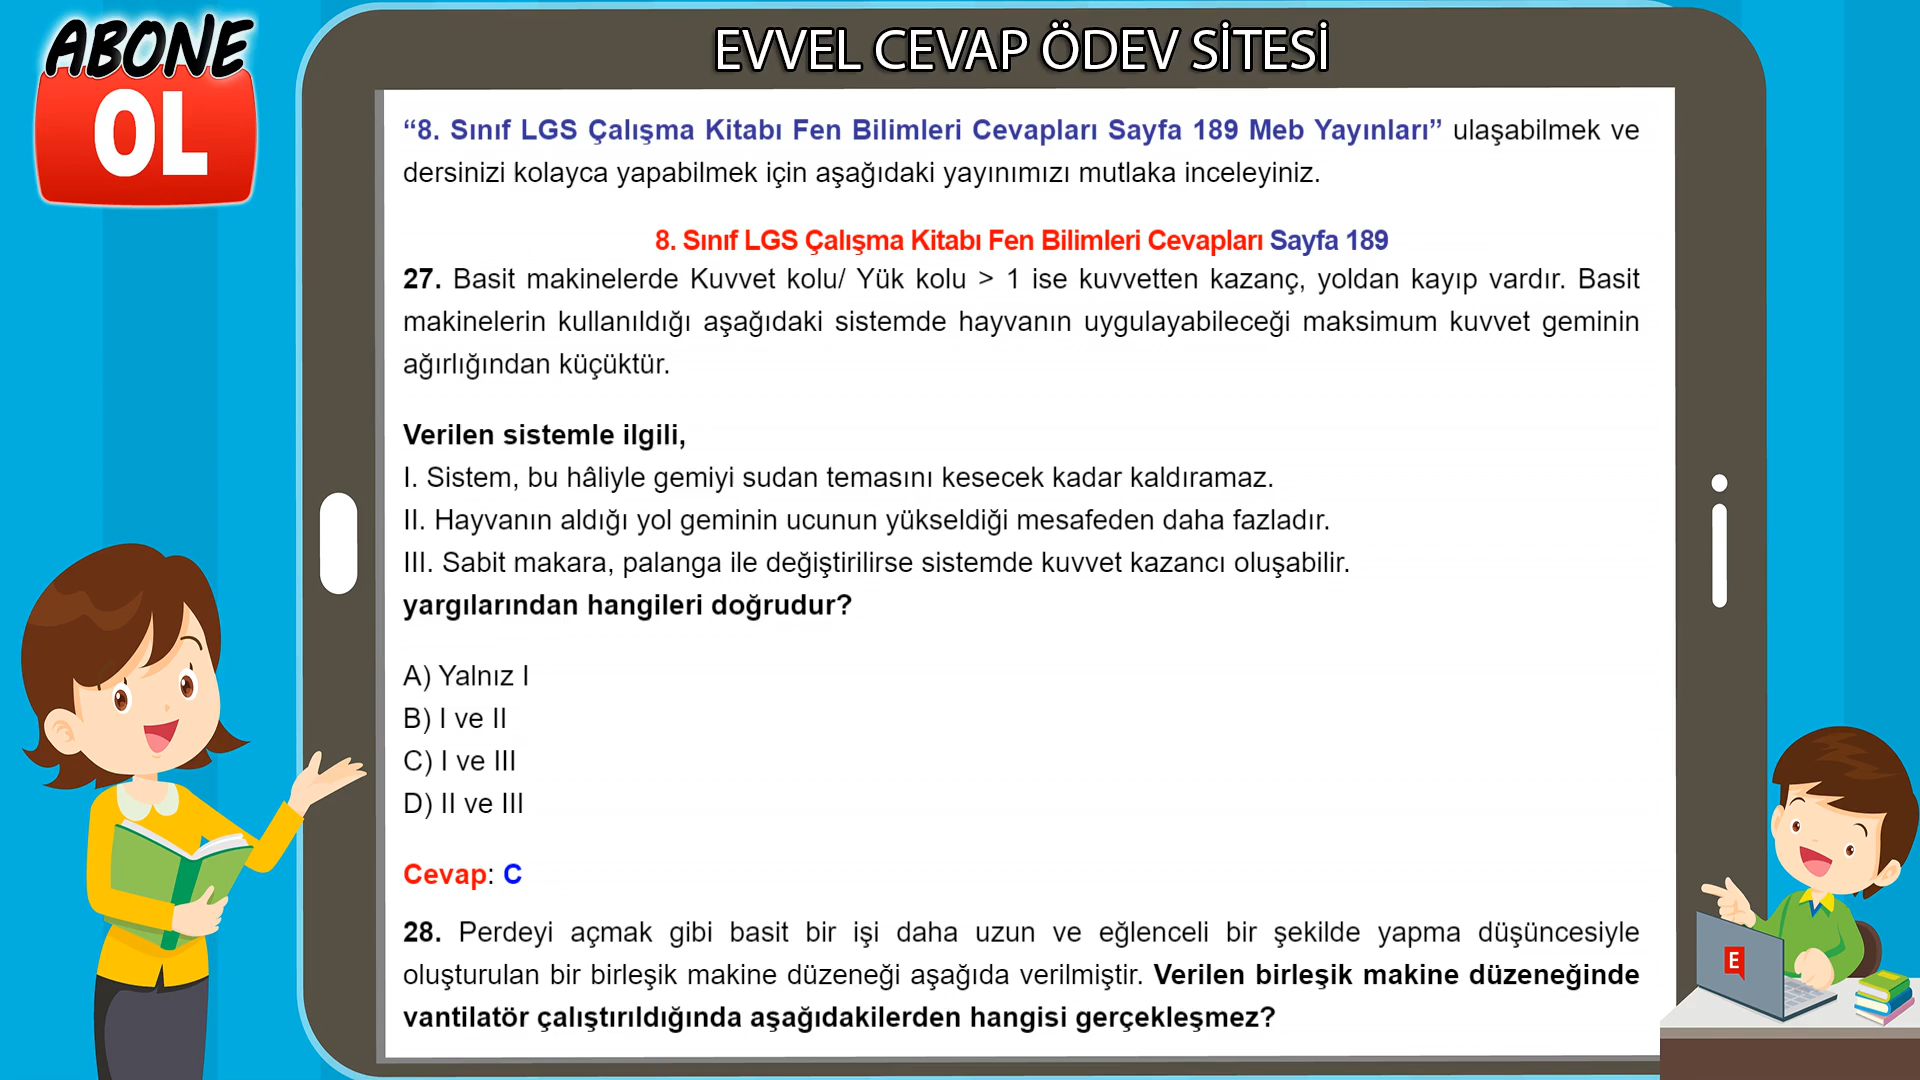 ABONE
OL
EVVEL CEVAP ÖDEV SİTESİ
“8. Sınıf LGS Çalışma Kitabı Fen Bilimleri Cevapları Sayfa 189 Meb Yayınları” ulaşabilmek ve
dersinizi kolayca yapabilmek için aşağıdaki yayınımızı mutlaka inceleyiniz.
8. Sınıf LGS Çalışma Kitabı Fen Bilimleri Cevapları Sayfa 189
27. Basit makinelerde Kuvvet kolu/ Yük kolu > 1 ise kuvvetten kazanç, yoldan kayıp vardır. Basit
makinelerin kullanıldığı aşağıdaki sistemde hayvanın uygulayabileceği maksimum kuvvet geminin
ağırlığından küçüktür.
Verilen sistemle ilgili,
I. Sistem, bu hâliyle gemiyi sudan temasını kesecek kadar kaldıramaz.
II. Hayvanın aldığı yol geminin ucunun yükseldiği mesafeden daha fazladır.
III. Sabit makara, palanga ile değiştirilirse sistemde kuvvet kazancı oluşabilir.
yargılarından hangileri doğrudur?
A) Yalnız I
B) I ve II
C) I ve III
D) II ve III
Cevap: C
28. Perdeyi açmak gibi basit bir işi daha uzun ve eğlenceli bir şekilde yapma düşüncesiyle
oluşturulan bir birleşik makine düzeneği aşağıda verilmiştir. Verilen birleşik makine düzeneğinde
vantilatör çalıştırıldığında aşağıdakilerden hangisi gerçekleşmez?
E